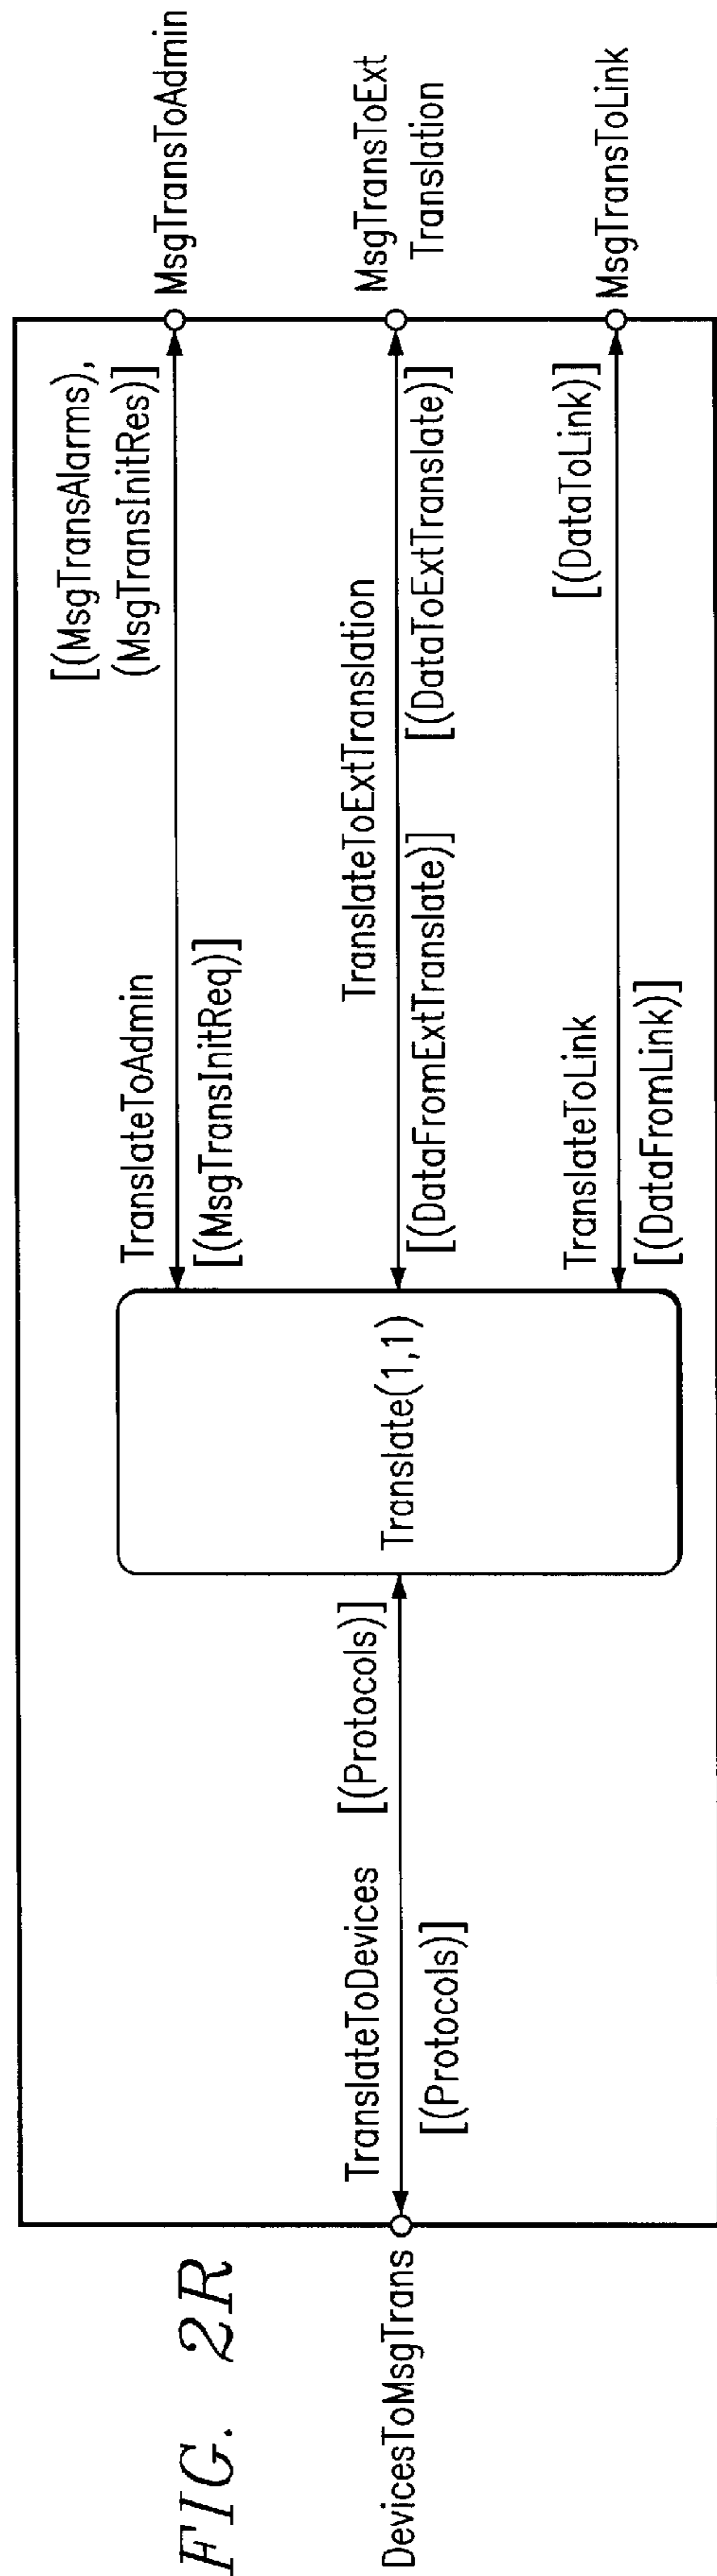 FIG. 2R
DevicesToMsgTrans
TranslateToDevices
[(Protocols)]
[(Protocols)]
Translate(1,1)
TranslateToAdmin
[(MsgTransInitReq)]
[(MsgTransAlarms),
(MsgTransInitRes)]
MsgTransToAdmin
TranslateToExtTranslation
[(DataFromExtTranslate)]
[(DataToExtTranslate)]
MsgTransToExt
Translation
TranslateToLink
[(DataFromLink)]
[(DataToLink)]
MsgTransToLink